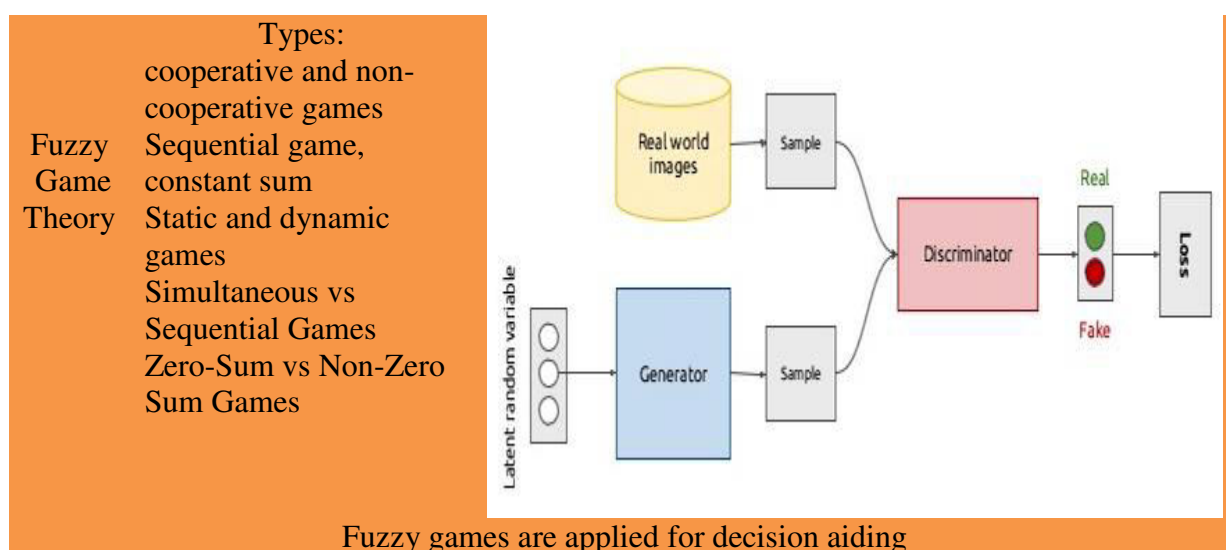 Fuzzy
Game
Theory
Types:
cooperative and non-
cooperative games
Sequential game,
constant sum
Static and dynamic
games
Simultaneous vs
Sequential Games
Zero-Sum vs Non-Zero
Sum Games
Real world
images
Sample
Latent random variable
Generator
Sample
Discriminator
Real
Fake
Loss
Fuzzy games are applied for decision aiding